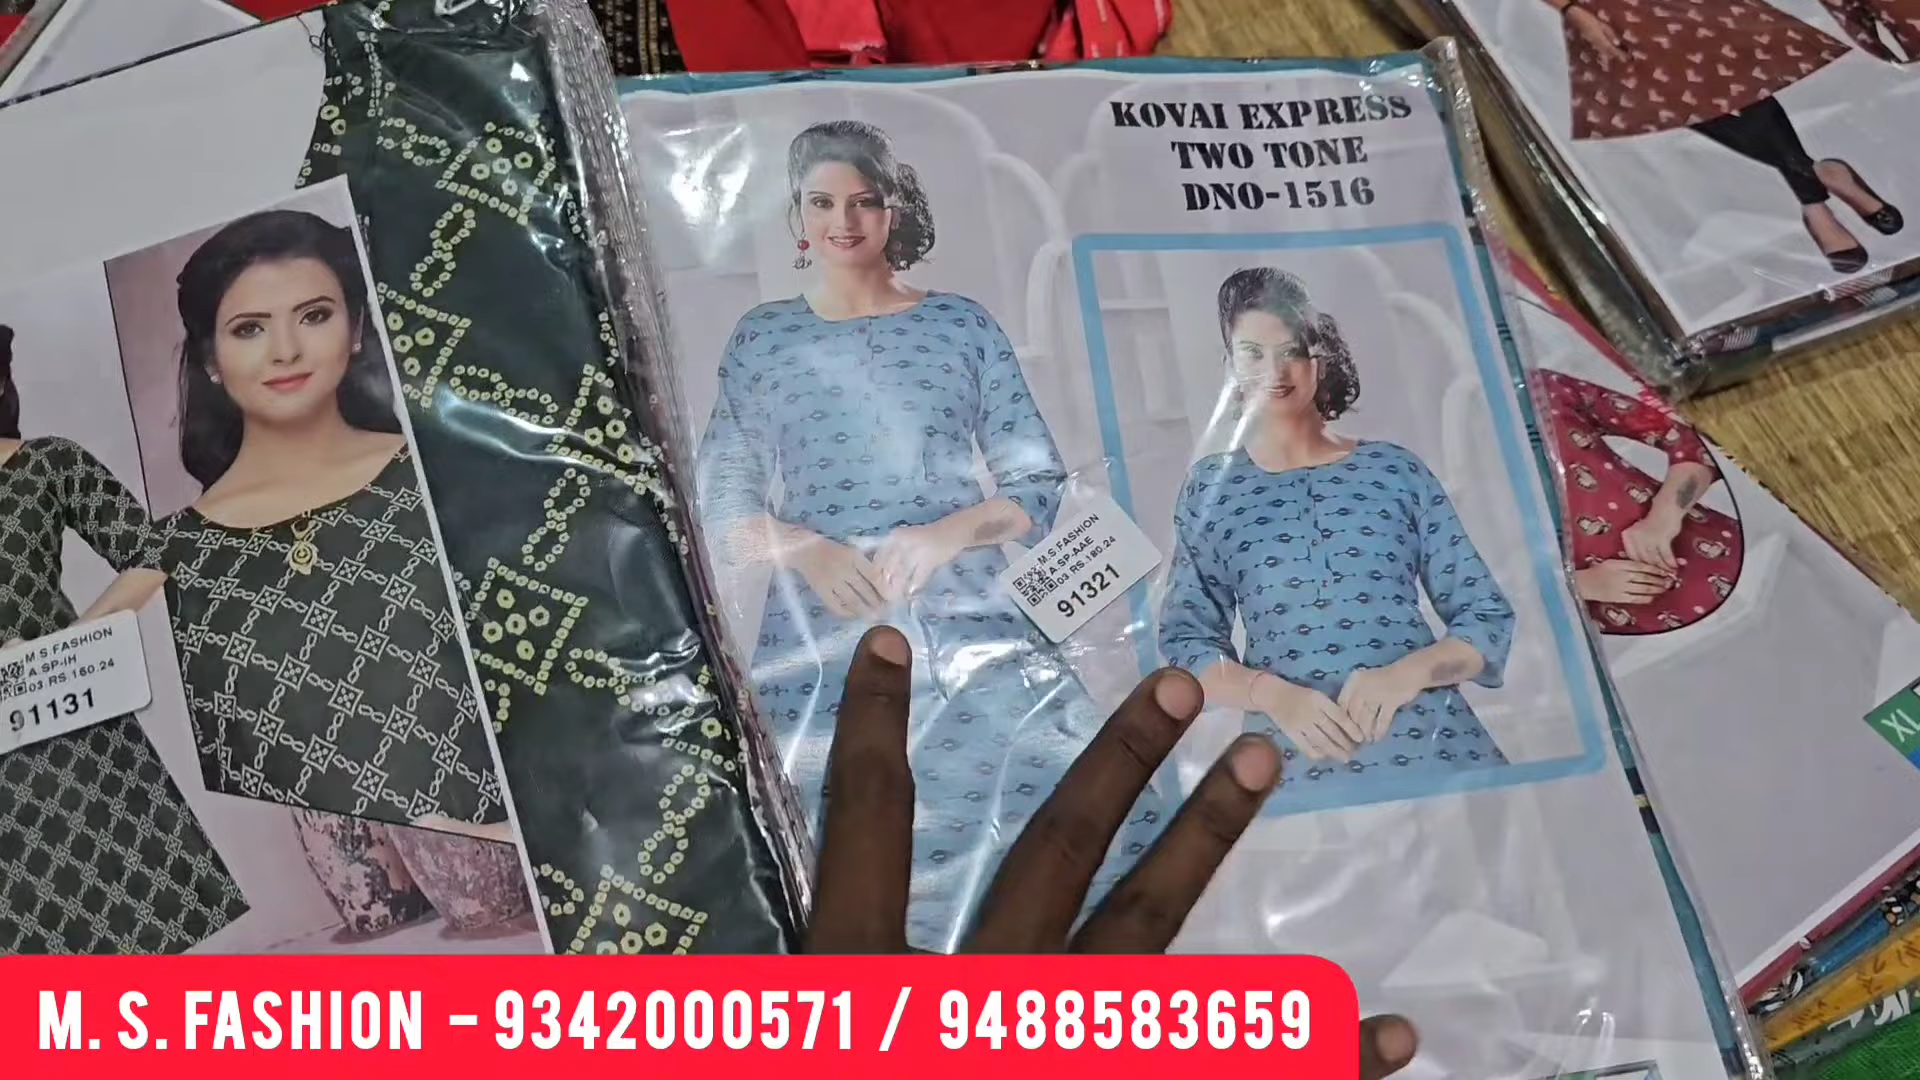 KOVAI EXPRESS
TWO TONE
DNO-1516
M.S.FASHION
A.SP-AAE
03.RS.180.24
91321
M.S.FASHION
A.SP-IH
03.RS.160.24
91131
XL
M. S. FASHION - 9342000571 / 9488583659